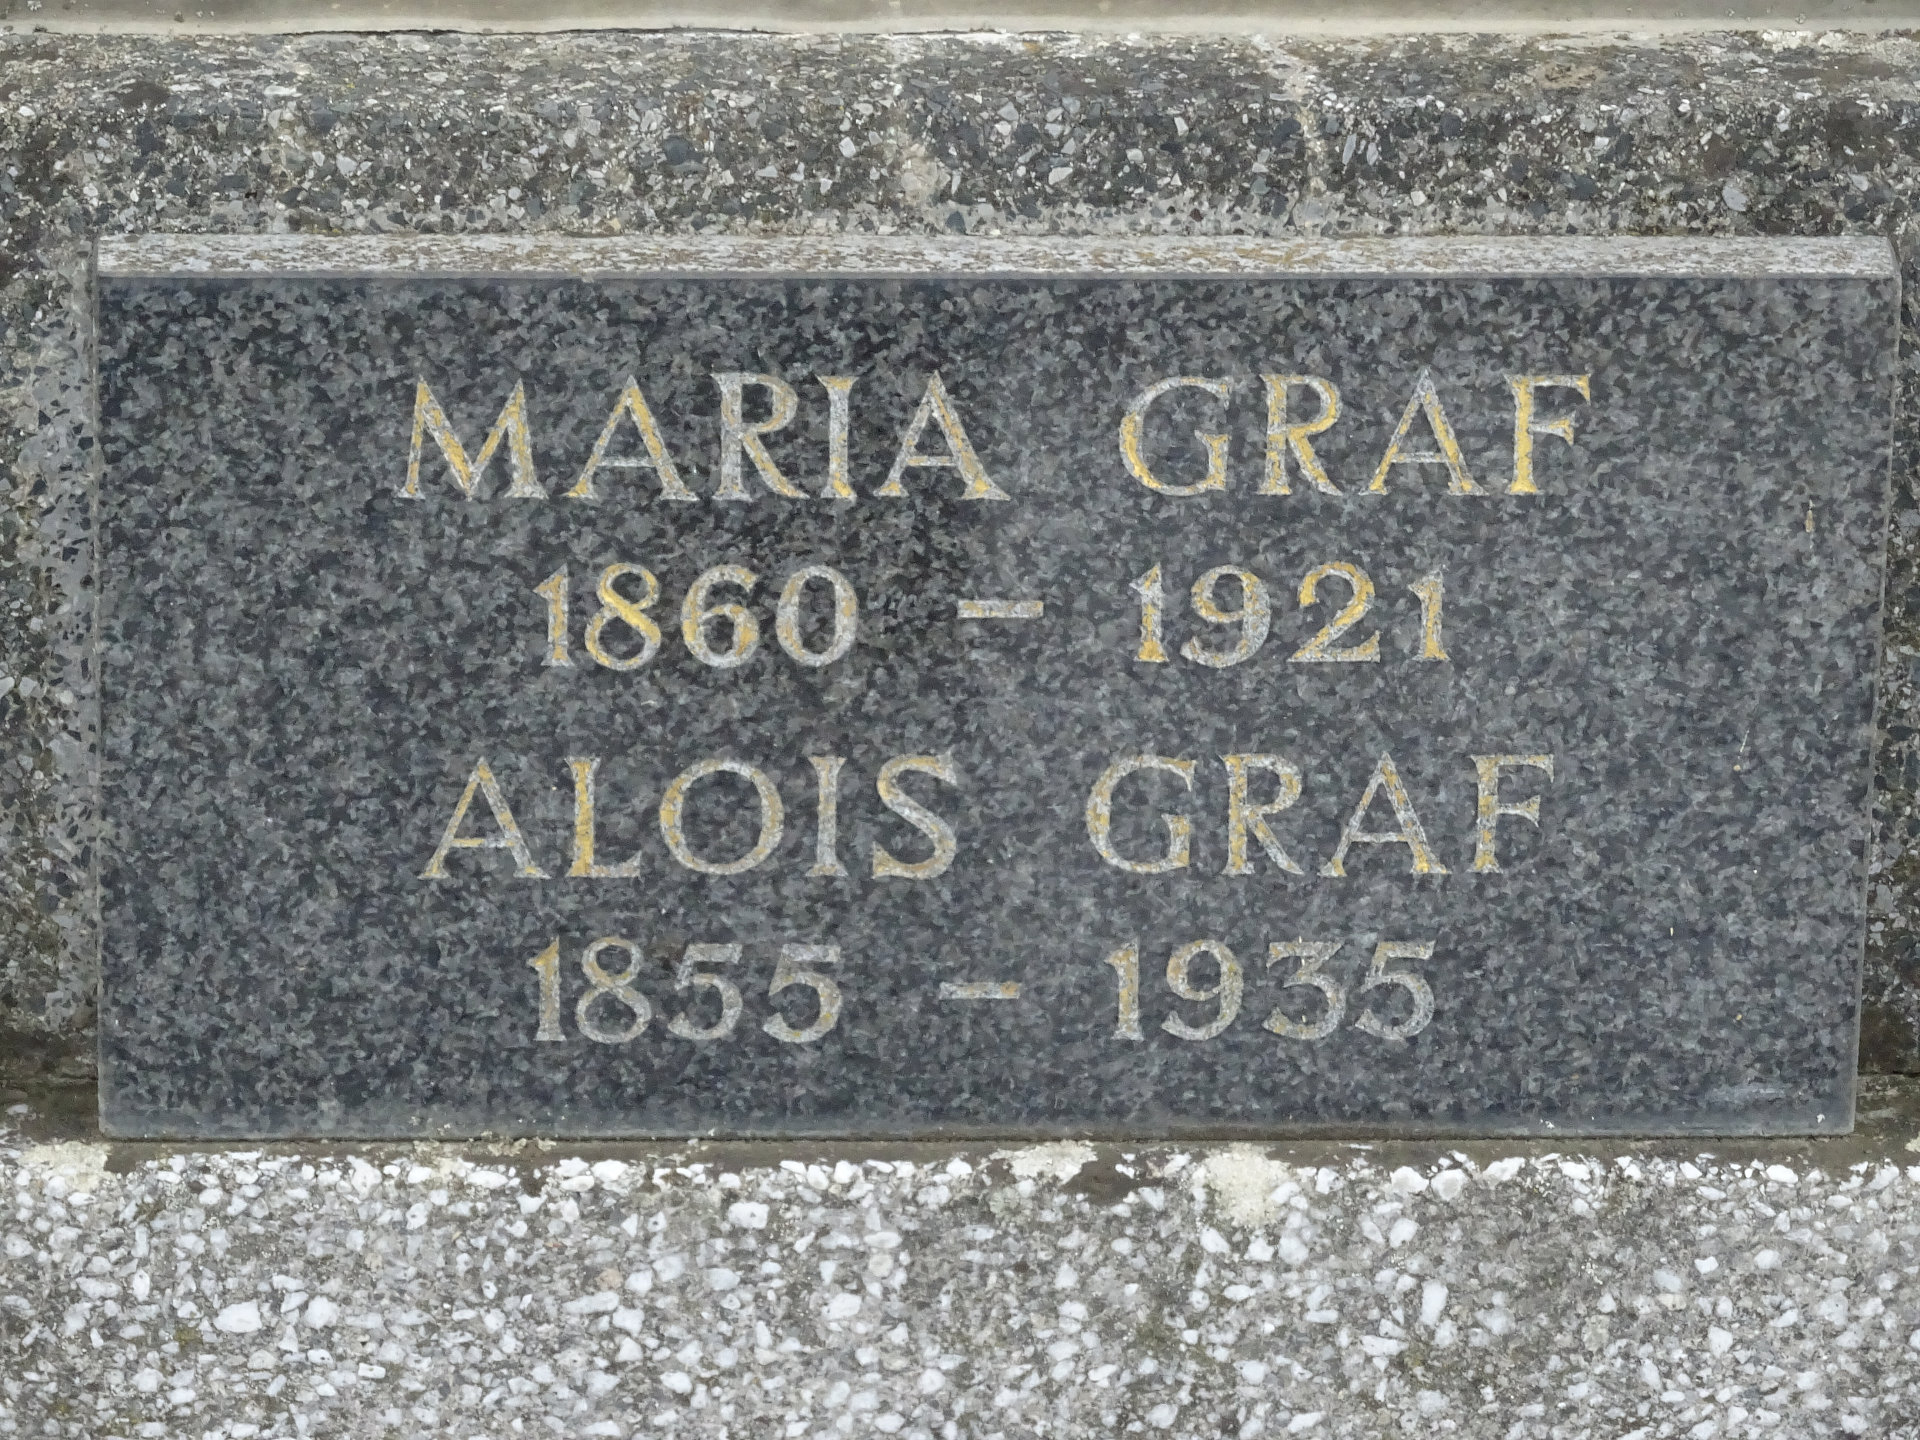 MARIA GRAF
1860 – 1921
ALOIS GRAF
1855 – 1935